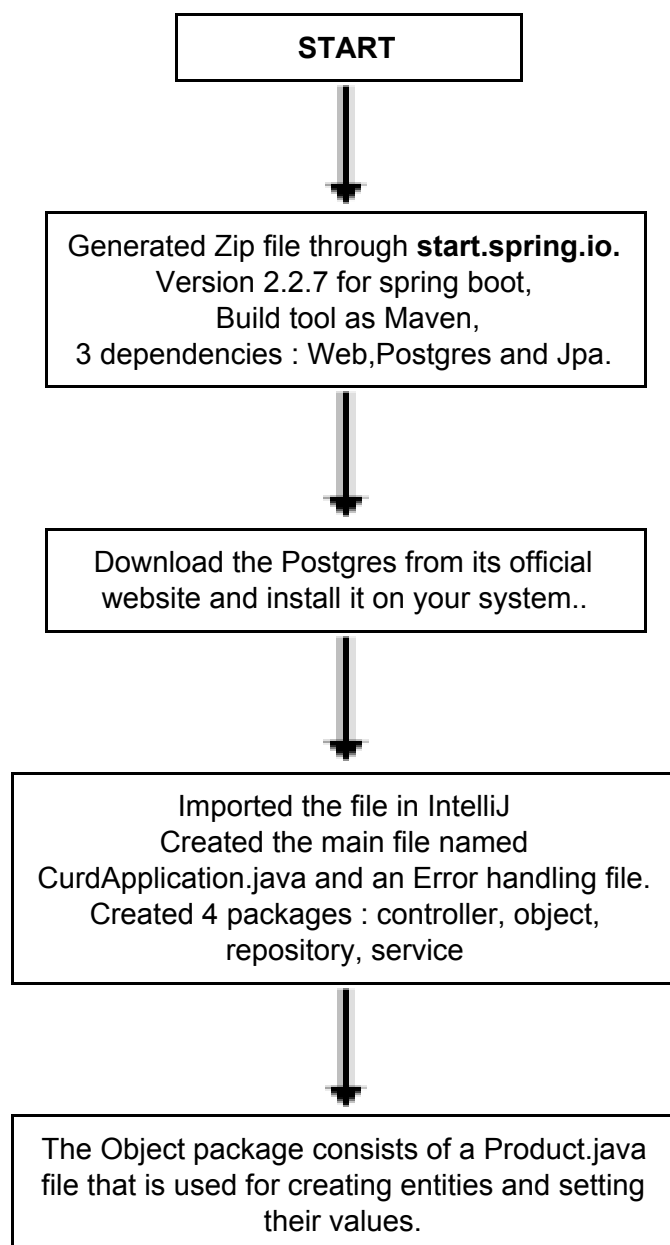 START
Generated Zip file through start.spring.io.
Version 2.2.7 for spring boot,
Build tool as Maven,
3 dependencies : Web,Postgres and Jpa.
Download the Postgres from its official
website and install it on your system..
Imported the file in IntelliJ
Created the main file named
CurdApplication.java and an Error handling file.
Created 4 packages : controller, object,
repository, service
The Object package consists of a Product.java
file that is used for creating entities and setting
their values.